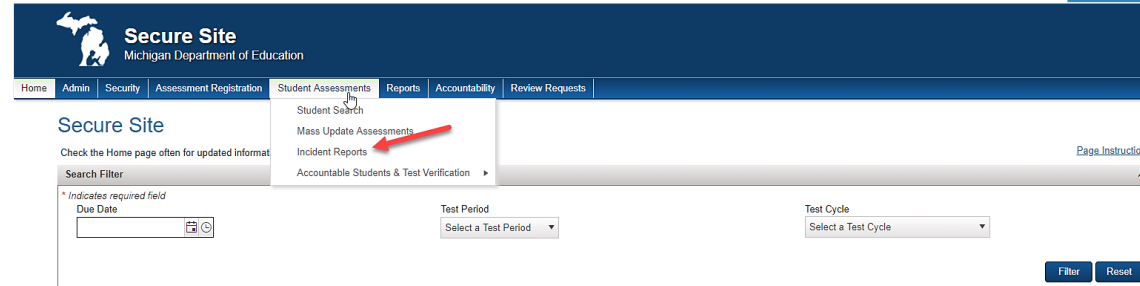 Secure Site
Michigan Department of Education
Home Admin Security Assessment Registration Student Assessments Reports Accountability Review Requests
Student Search
Mass Update Assessments
Incident Reports
Accountable Students & Test Verification
Secure Site
Check the Home page often for updated informat
Page Instructio
Search Filter
* Indicates required field
Due Date Test Period Test Cycle
Select a Test Period Select a Test Cycle
Filter Reset